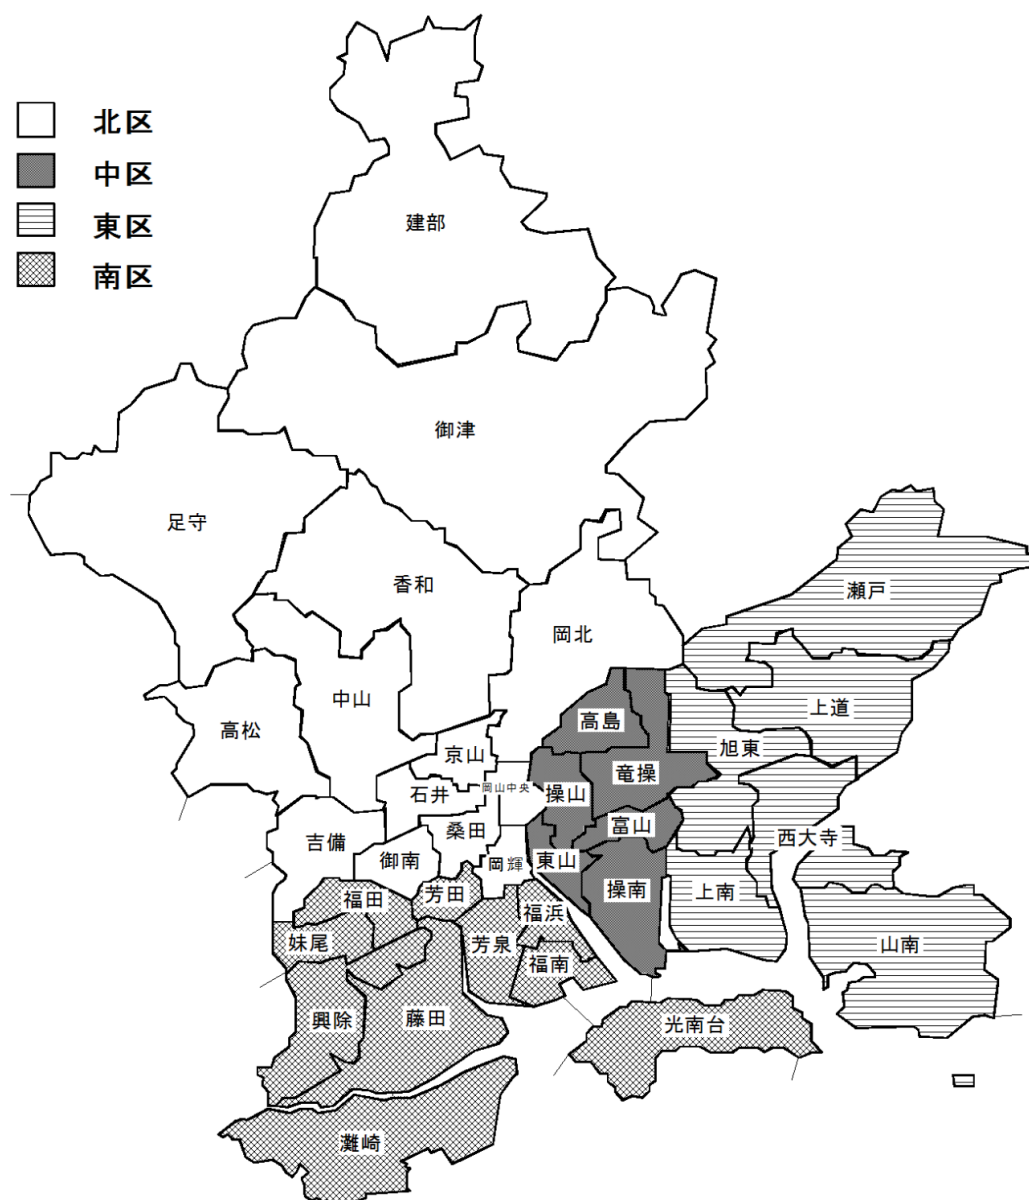 北区
中区
東区
南区
建部
御津
足守
香和
瀬戸
岡北
中山
上道
高松
高島
旭東
京山
竜操
石井
岡山中央
操山
桑田
富山
吉備
西大寺
御南
岡輝
東山
福田
芳田
操南
上南
福浜
妹尾
芳泉
山南
福南
興除
藤田
光南台
灘崎